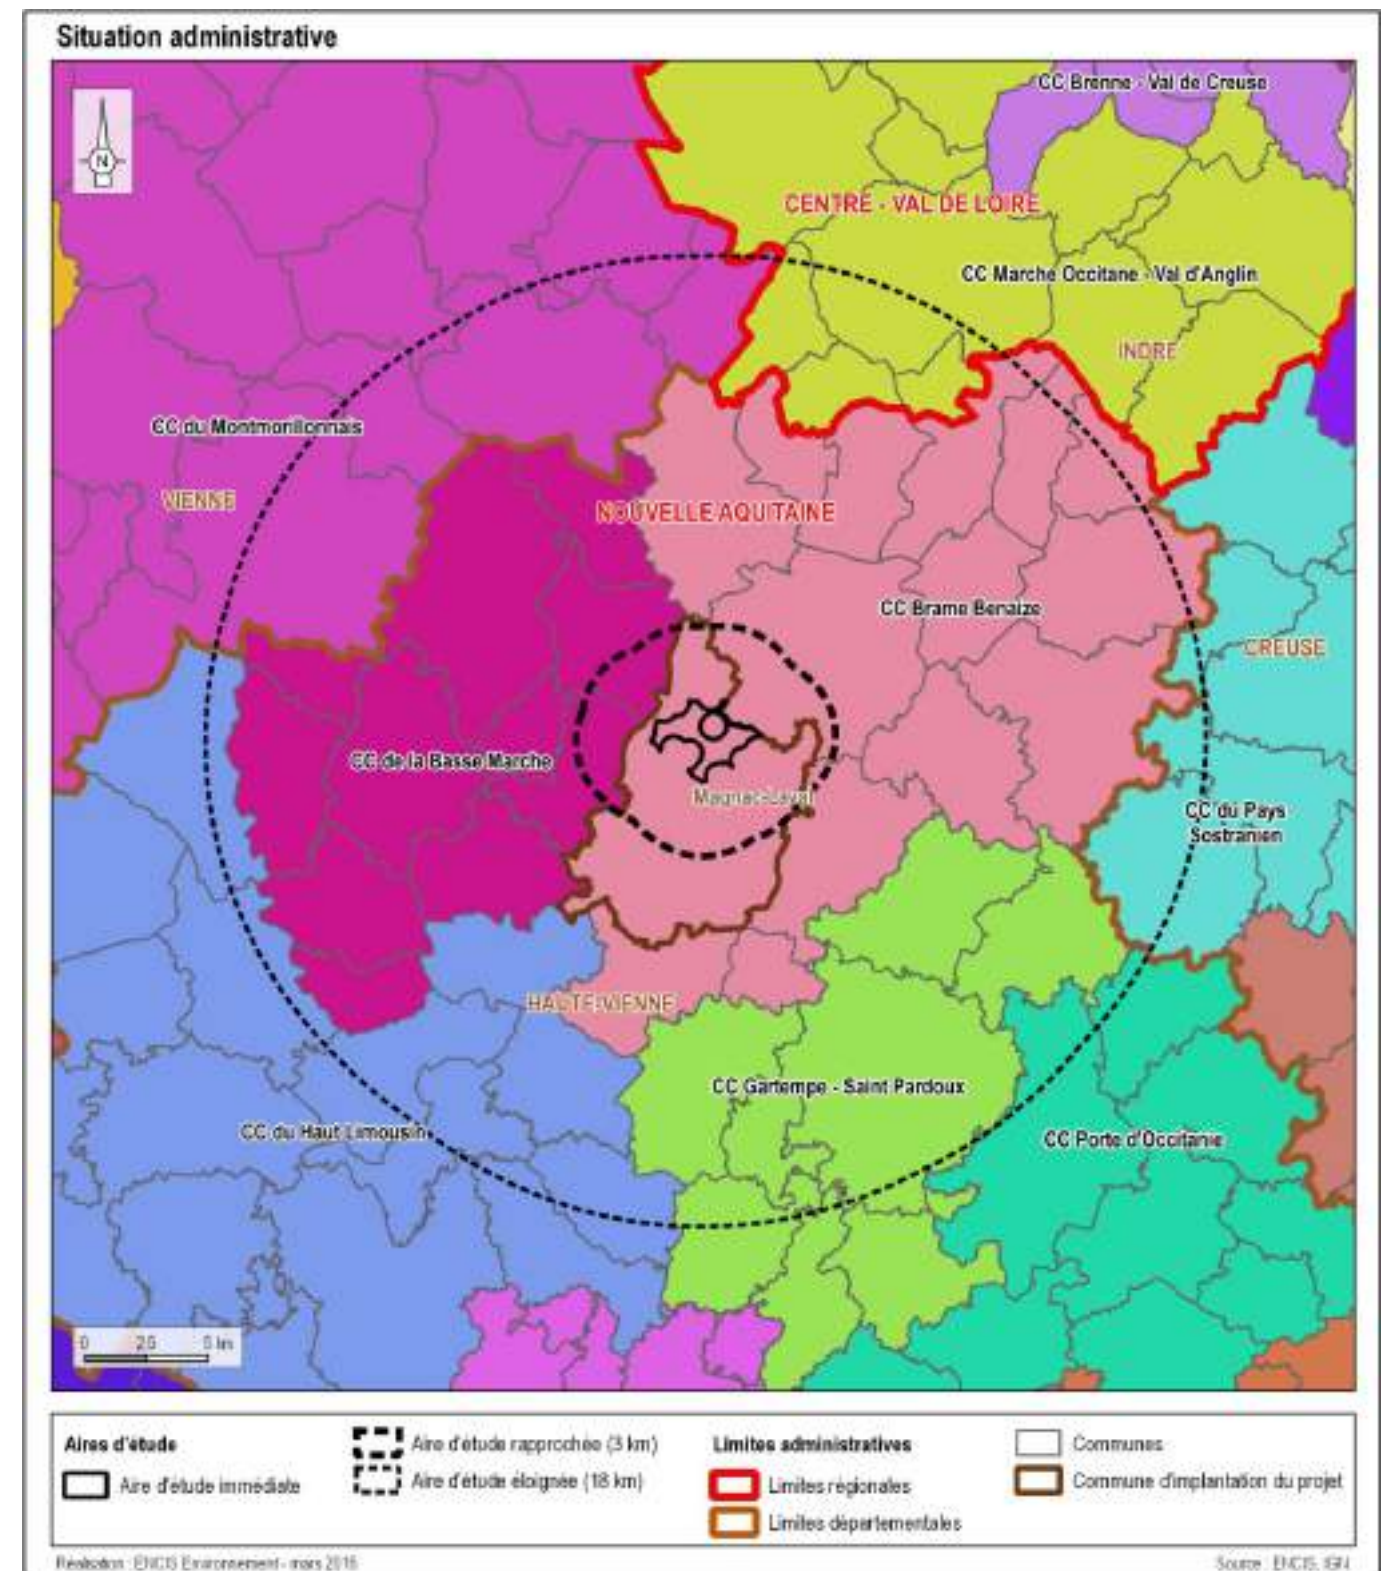 Situation administrative
CC Brenne - Val de Creuse
N
CENTRE - VAL DE LOIRE
CC Marche Occitane - Val d'Anglin
INDRE
CC du Montmorillonnais
VIENNE
NOUVELLE AQUITAINE
CC Brame Benaize
CREUSE
CC de la Basse Marche
Magnac-Laval
CC du Pays
Sostranien
HAUTE-VIENNE
CC Gartempe - Saint Pardoux
CC du Haut Limousin
CC Porte d'Occitanie
0 2.5 5 km
Aires d'étude
Aire d'étude immédiate
Aire d'étude rapprochée (3 km)
Aire d'étude éloignée (18 km)
Limites administratives
Limites régionales
Limites départementales
Communes
Commune d'implantation du projet
Réalisation : ENCIS Environnement - mars 2016
Source : ENCIS, IGN